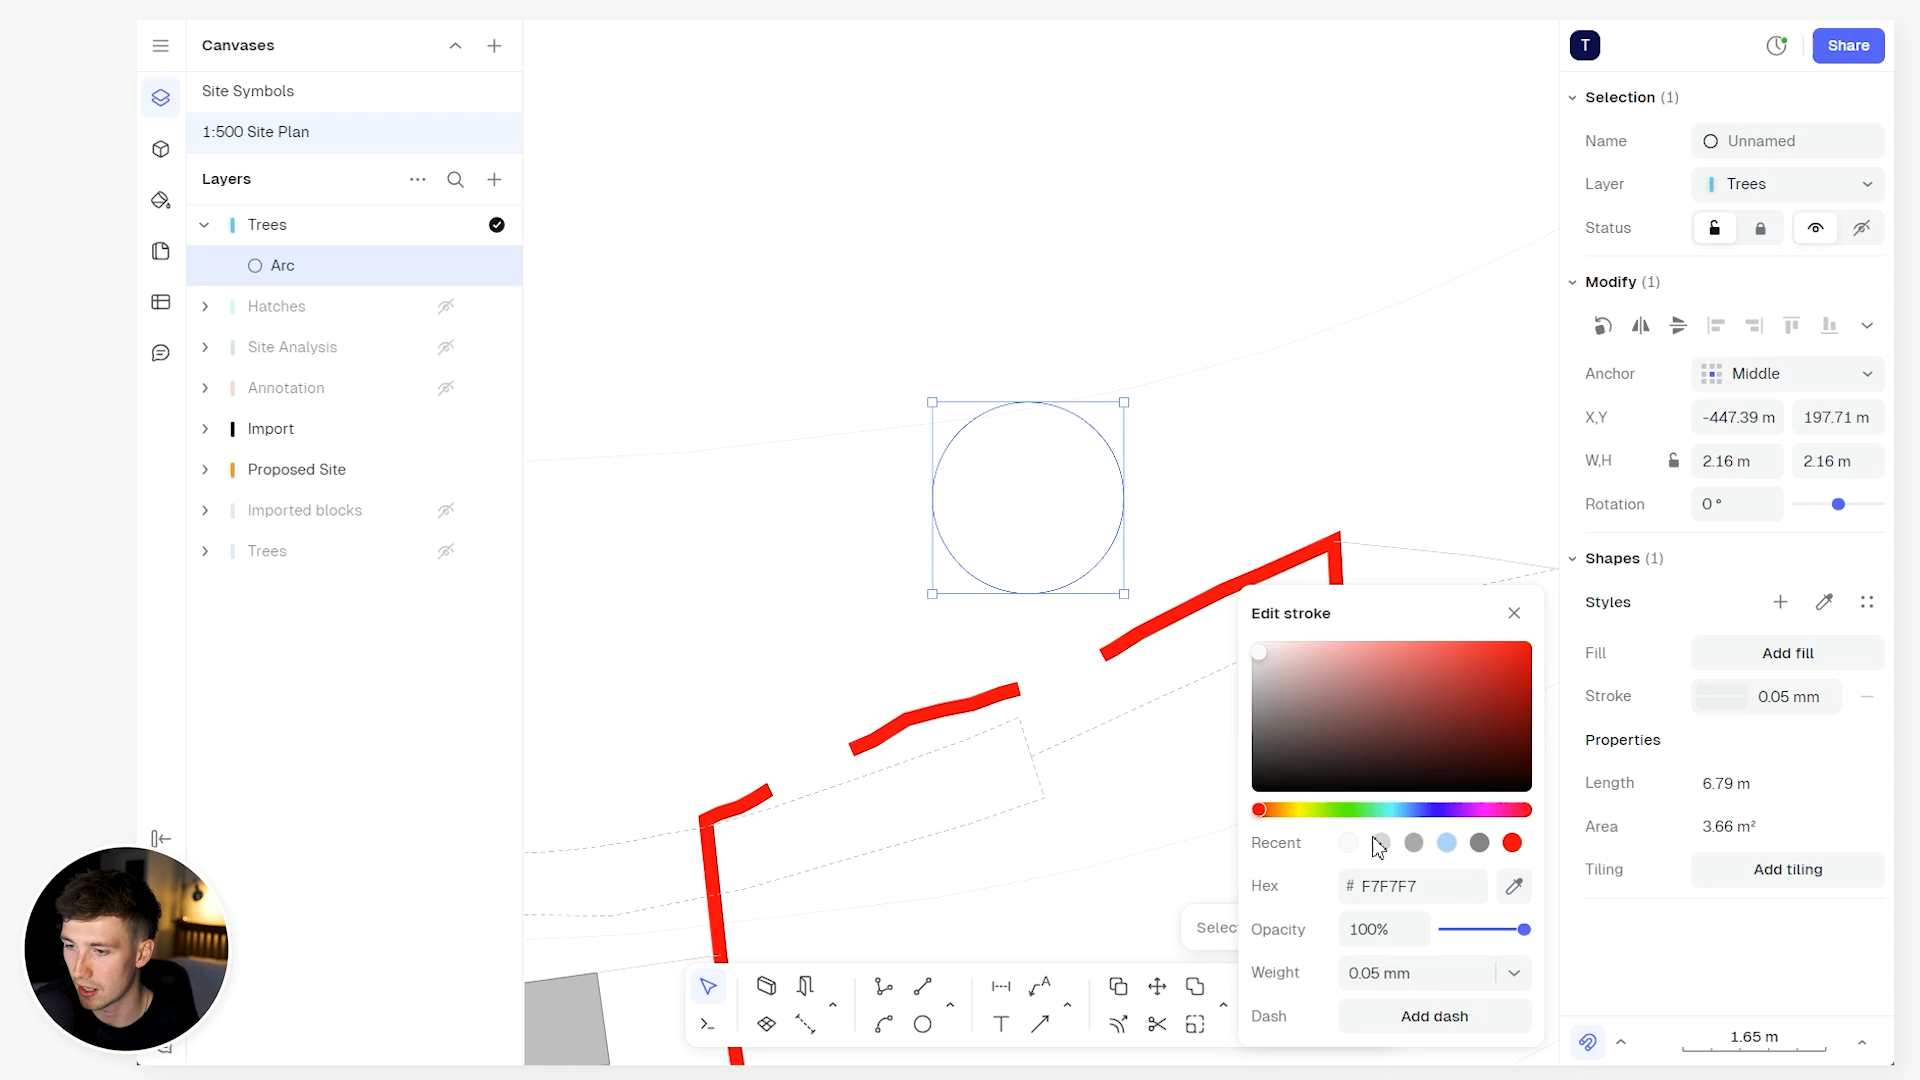 Canvases
Site Symbols
1:500 Site Plan
Layers
Trees
Arc
Hatches
Site Analysis
Annotation
Import
Proposed Site
Imported blocks
Trees
T
Share
Selection (1)
Name
Unnamed
Layer
Trees
Status
Modify (1)
Anchor
Middle
X,Y
-447.39 m
197.71 m
W,H
2.16 m
2.16 m
Rotation
0 °
Shapes (1)
Styles
Fill
Add fill
Stroke
0.05 mm
Properties
Length
6.79 m
Area
3.66 m²
Tiling
Add tiling
1.65 m
Edit stroke
Recent
Hex
# F7F7F7
Opacity
100%
Weight
0.05 mm
Dash
Add dash